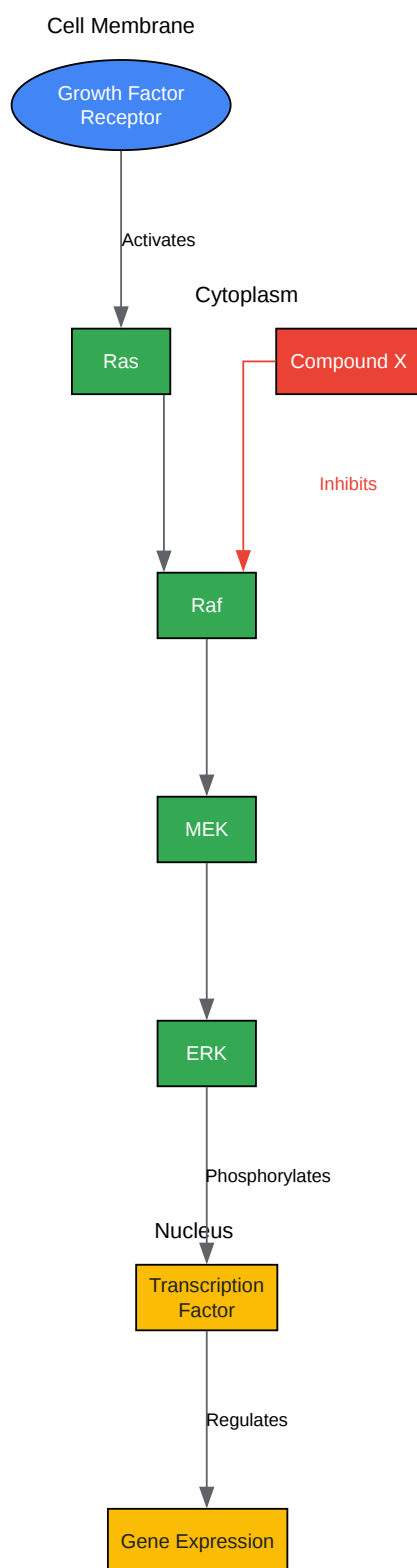 Cell Membrane
Growth Factor
Receptor
Activates
Cytoplasm
Ras
Compound X
Inhibits
Raf
MEK
ERK
Phosphorylates
Nucleus
Transcription
Factor
Regulates
Gene Expression